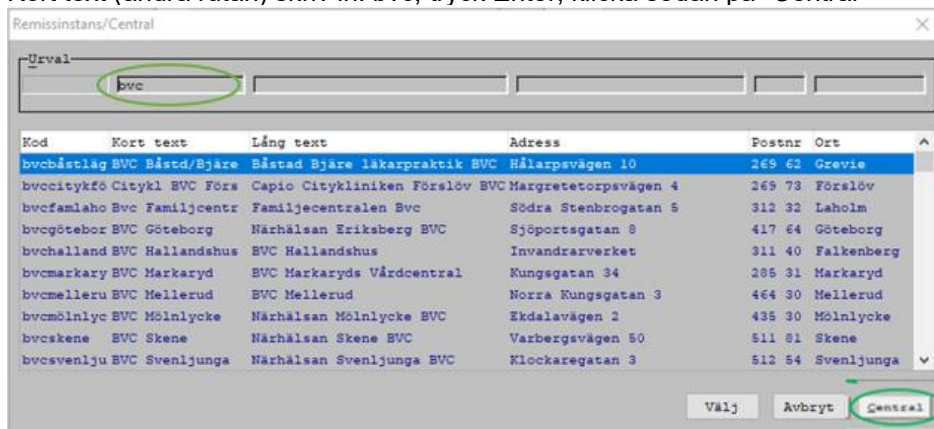 Remissinstans/Central
Urval
bvc
Kod Kort text Lång text Adress Postnr Ort
bvcbåstläg BVC Båstd/Bjäre Båstad Bjäre läkarpraktik BVC Hålarpsvägen 10 269 62 Grevie
bvccitykfö Citykl BVC Förs Capio Citykliniken Förslöv BVC Margretetorpsvägen 4 269 73 Förslöv
bvcfamlaho Bvc Familjcentr Familjecentralen Bvc Södra Stenbrogatan 5 312 32 Laholm
bvcgötebor BVC Göteborg Närhälsan Eriksberg BVC Sjöportsgatan 8 417 64 Göteborg
bvchalland BVC Hallandshus BVC Hallandshus Invandrarverket 311 40 Falkenberg
bvcmarkary BVC Markaryd BVC Markaryds Vårdcentral Kungsgatan 34 285 31 Markaryd
bvcmelleru BVC Mellerud BVC Mellerud Norra Kungsgatan 3 464 30 Mellerud
bvcmölnlyc BVC Mölnlycke Närhälsan Mölnlycke BVC Ekdalavägen 2 435 30 Mölnlycke
bvcskene BVC Skene Närhälsan Skene BVC Varbergsvägen 50 511 81 Skene
bvcsvenlju BVC Svenljunga Närhälsan Svenljunga BVC Klockaregatan 3 512 54 Svenljunga
Välj Avbryt Central